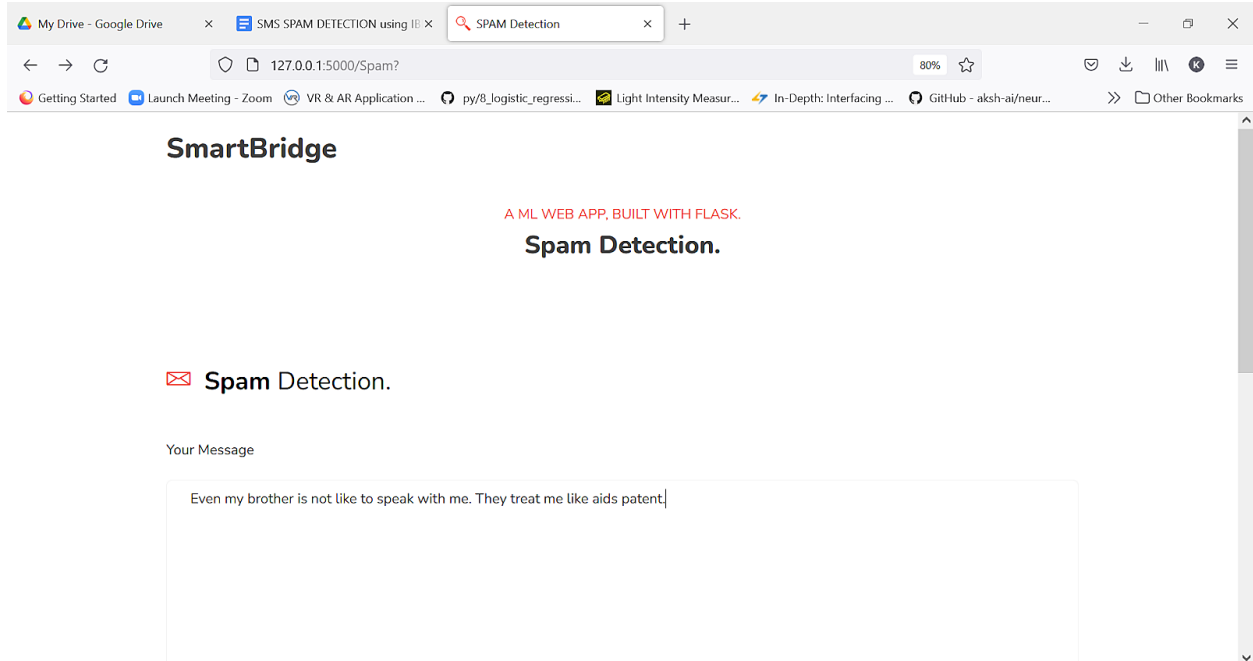 My Drive - Google Drive
SMS SPAM DETECTION using IB
SPAM Detection
127.0.0.1:5000/Spam?
80%
K
Getting Started
Launch Meeting - Zoom
VR & AR Application ...
py/8_logistic_regressi...
Light Intensity Measur...
In-Depth: Interfacing ...
GitHub - aksh-ai/neur...
Other Bookmarks
SmartBridge
A ML WEB APP, BUILT WITH FLASK.
Spam Detection.
Spam Detection.
Your Message
Even my brother is not like to speak with me. They treat me like aids patent.